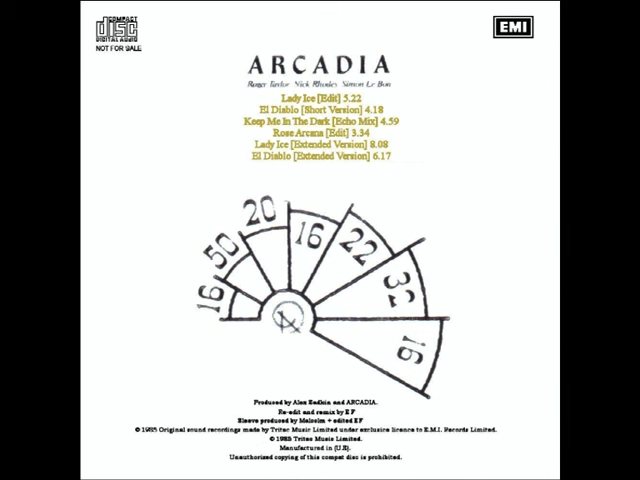 COMPACT
disc
DIGITAL AUDIO
NOT FOR SALE
EMI
ARCADIA
Roger Taylor Nick Rhodes Simon Le Bon
Lady Ice [Edit] 5.22
El Diablo [Short Version] 4.18
Keep Me In The Dark [Echo Mix] 4.59
Rose Arcana [Edit] 3.34
Lady Ice [Extended Version] 8.08
El Diablo [Extended Version] 6.17
16
50
20
16
22
32
16
Produced by Alex Sadkin and ARCADIA.
Re-edit and remix by E F
Sleeve produced by Malcolm + edited E F
© 1985 Original sound recordings made by Tritec Music Limited under exclusive licence to E.M.I. Records Limited.
© 1985 Tritec Music Limited.
Manufactured in (U.K).
Unauthorized copying of this compact disc is prohibited.